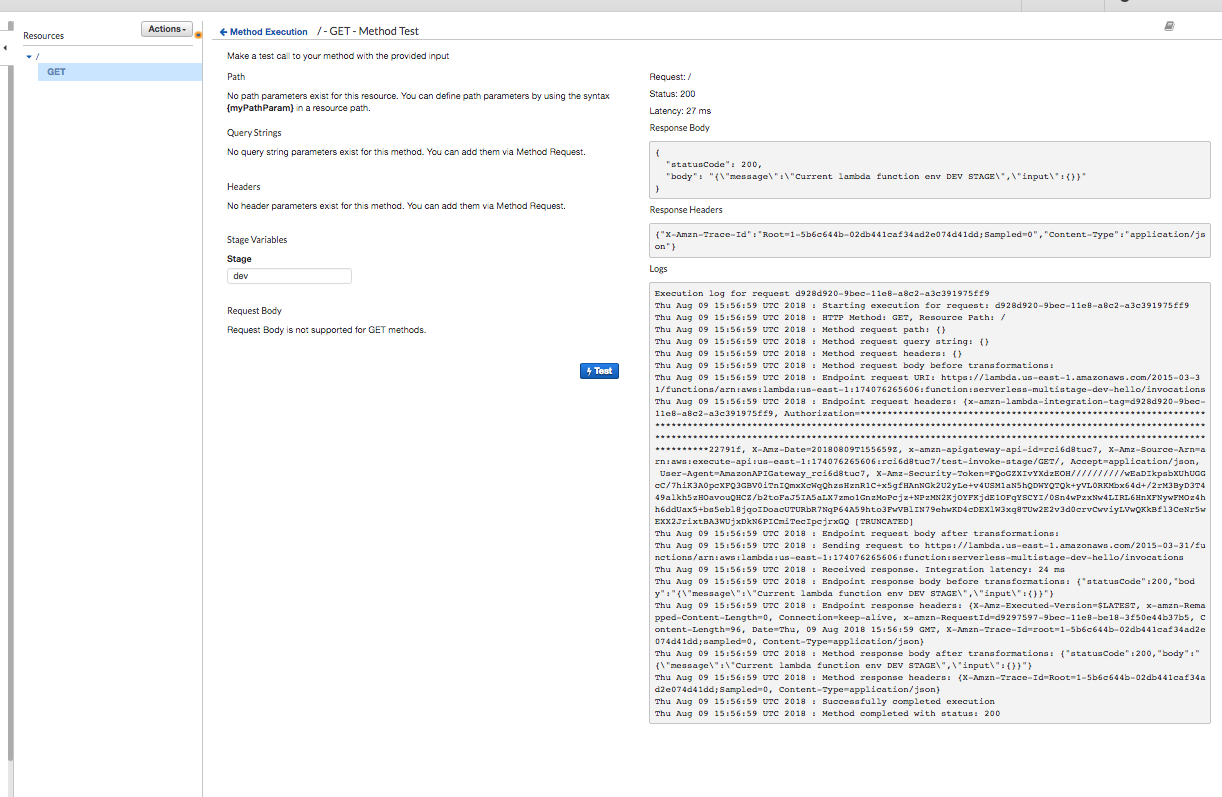 Resources
Actions
Method Execution / - GET - Method Test
/
GET
Make a test call to your method with the provided input
Path
No path parameters exist for this resource. You can define path parameters by using the syntax
{myPathParam} in a resource path.
Query Strings
No query string parameters exist for this method. You can add them via Method Request.
Headers
No header parameters exist for this method. You can add them via Method Request.
Stage Variables
Stage
dev
Request Body
Request Body is not supported for GET methods.
Test
Request: /
Status: 200
Latency: 27 ms
Response Body
{
"statusCode": 200,
"body": "{\"message\":\"Current lambda function env DEV STAGE\",\"input\":{}}"
}
Response Headers
{"X-Amzn-Trace-Id":"Root=1-5b6c644b-02db441caf34ad2e074d41dd;Sampled=0","Content-Type":"application/js
on"}
Logs
Execution log for request d928d920-9bec-11e8-a8c2-a3c391975ff9
Thu Aug 09 15:56:59 UTC 2018 : Starting execution for request: d928d920-9bec-11e8-a8c2-a3c391975ff9
Thu Aug 09 15:56:59 UTC 2018 : HTTP Method: GET, Resource Path: /
Thu Aug 09 15:56:59 UTC 2018 : Method request path: {}
Thu Aug 09 15:56:59 UTC 2018 : Method request query string: {}
Thu Aug 09 15:56:59 UTC 2018 : Method request headers: {}
Thu Aug 09 15:56:59 UTC 2018 : Method request body before transformations:
Thu Aug 09 15:56:59 UTC 2018 : Endpoint request URI: https://lambda.us-east-1.amazonaws.com/2015-03-3
1/functions/arn:aws:lambda:us-east-1:174076265606:function:serverless-multistage-dev-hello/invocations
Thu Aug 09 15:56:59 UTC 2018 : Endpoint request headers: {x-amzn-lambda-integration-tag=d928d920-9bec-
11e8-a8c2-a3c391975ff9, Authorization=****************************************************************
******************************************************************************************************
******************************************************************************************************
**********22791f, X-Amz-Date=20180809T155659Z, x-amzn-apigateway-api-id=rci6d8tuc7, X-Amz-Source-Arn=a
rn:aws:execute-api:us-east-1:174076265606:rci6d8tuc7/test-invoke-stage/GET/, Accept=application/json,
User-Agent=AmazonAPIGateway_rci6d8tuc7, X-Amz-Security-Token=FQoGZXIvYXdzEOH//////////wEaDIkpsbXUhUGG
cC/7hiK3A0pcXFQ3GBV0iTnIQmxXcWqQhzsHznR1C+x5gfHAnNGk2U2yLe+v4USM1aN5hQDWYQTQk+yVL0RKMbx64d+/2rM3ByD3T4
49alkh5zHOavouQHCZ/b2toFaJ5IA5aLX7zmo1GnzMoPcjz+NPzMN2KjOYFKjdE1OFqYSCYI/0Sn4wPzxNw4LIRL6HnXFNywFMOz4h
h6ddUax5+bs5ebl8jqoIDoacUTURbR7NqP64A59hto3FwVBlIN79ehwKD4cDEXlW3xq8TUw2E2v3d0crvCwviyLVwQKkBfl3CeNr5w
EXX2JrixtBA3WUjxDkN6PICmiTecIpcjrxGQ [TRUNCATED]
Thu Aug 09 15:56:59 UTC 2018 : Endpoint request body after transformations:
Thu Aug 09 15:56:59 UTC 2018 : Sending request to https://lambda.us-east-1.amazonaws.com/2015-03-31/fu
nctions/arn:aws:lambda:us-east-1:174076265606:function:serverless-multistage-dev-hello/invocations
Thu Aug 09 15:56:59 UTC 2018 : Received response. Integration latency: 24 ms
Thu Aug 09 15:56:59 UTC 2018 : Endpoint response body before transformations: {"statusCode":200,"bod
y":"{\"message\":\"Current lambda function env DEV STAGE\",\"input\":{}}"}
Thu Aug 09 15:56:59 UTC 2018 : Endpoint response headers: {X-Amz-Executed-Version=$LATEST, x-amzn-Rema
pped-Content-Length=0, Connection=keep-alive, x-amzn-RequestId=d9297597-9bec-11e8-be18-3f50e44b37b5, C
ontent-Length=96, Date=Thu, 09 Aug 2018 15:56:59 GMT, X-Amzn-Trace-Id=root=1-5b6c644b-02db441caf34ad2e
074d41dd;sampled=0, Content-Type=application/json}
Thu Aug 09 15:56:59 UTC 2018 : Method response body after transformations: {"statusCode":200,"body":"
{\"message\":\"Current lambda function env DEV STAGE\",\"input\":{}}"}
Thu Aug 09 15:56:59 UTC 2018 : Method response headers: {X-Amzn-Trace-Id=Root=1-5b6c644b-02db441caf34a
d2e074d41dd;Sampled=0, Content-Type=application/json}
Thu Aug 09 15:56:59 UTC 2018 : Successfully completed execution
Thu Aug 09 15:56:59 UTC 2018 : Method completed with status: 200